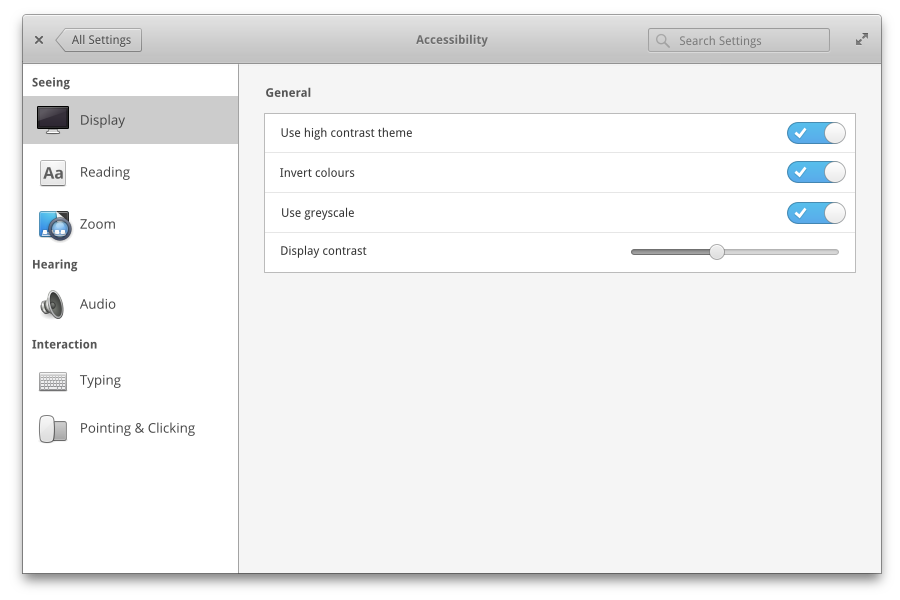 All Settings
Accessibility
Search Settings
Seeing
Display
Aa
Reading
Zoom
Hearing
Audio
Interaction
Typing
Pointing & Clicking
General
Use high contrast theme
Invert colours
Use greyscale
Display contrast